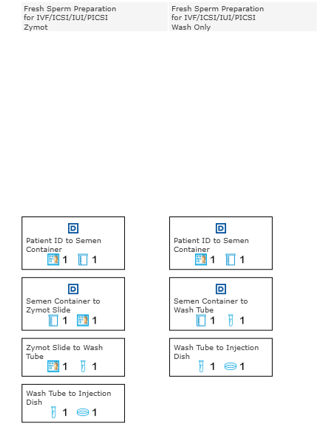 Fresh Sperm Preparation
for IVF/ICSI/IUI/PICSI
Zymot
Fresh Sperm Preparation
for IVF/ICSI/IUI/PICSI
Wash Only
D
Patient ID to Semen
Container
1 1
D
Patient ID to Semen
Container
1 1
D
Semen Container to
Zymot Slide
1 1
D
Semen Container to
Wash Tube
1 1
Zymot Slide to Wash
Tube
1 1
Wash Tube to Injection
Dish
1 1
Wash Tube to Injection
Dish
1 1